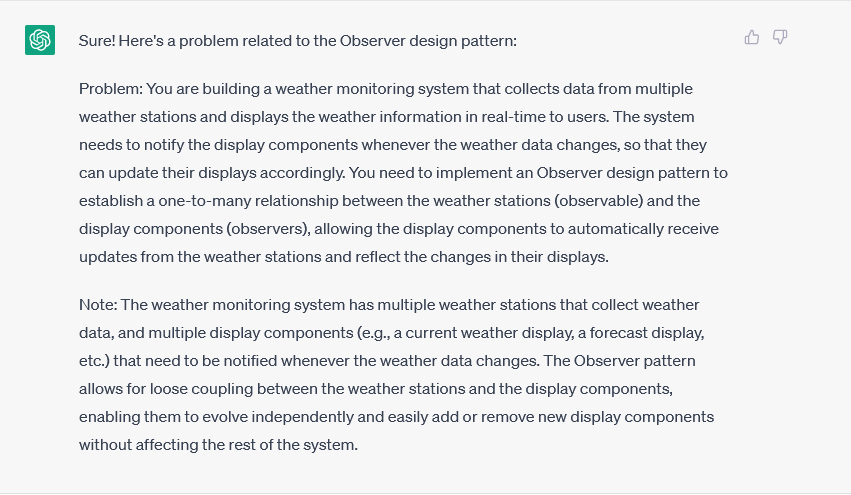 Sure! Here's a problem related to the Observer design pattern:
Problem: You are building a weather monitoring system that collects data from multiple
weather stations and displays the weather information in real-time to users. The system
needs to notify the display components whenever the weather data changes, so that they
can update their displays accordingly. You need to implement an Observer design pattern to
establish a one-to-many relationship between the weather stations (observable) and the
display components (observers), allowing the display components to automatically receive
updates from the weather stations and reflect the changes in their displays.
Note: The weather monitoring system has multiple weather stations that collect weather
data, and multiple display components (e.g., a current weather display, a forecast display,
etc.) that need to be notified whenever the weather data changes. The Observer pattern
allows for loose coupling between the weather stations and the display components,
enabling them to evolve independently and easily add or remove new display components
without affecting the rest of the system.